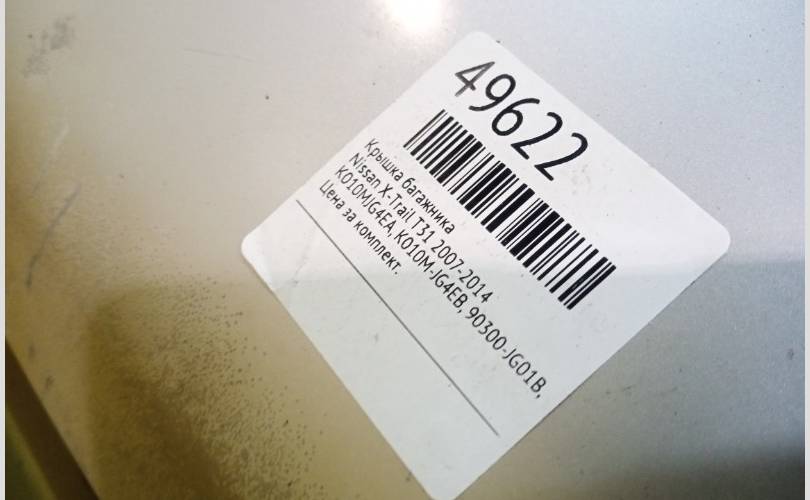 49622
Крышка багажника
Nissan X-Trail T31 2007-2014
K010MJG4EA, K010M-JG4EB, 90300-JG01B,
Цена за комплект.